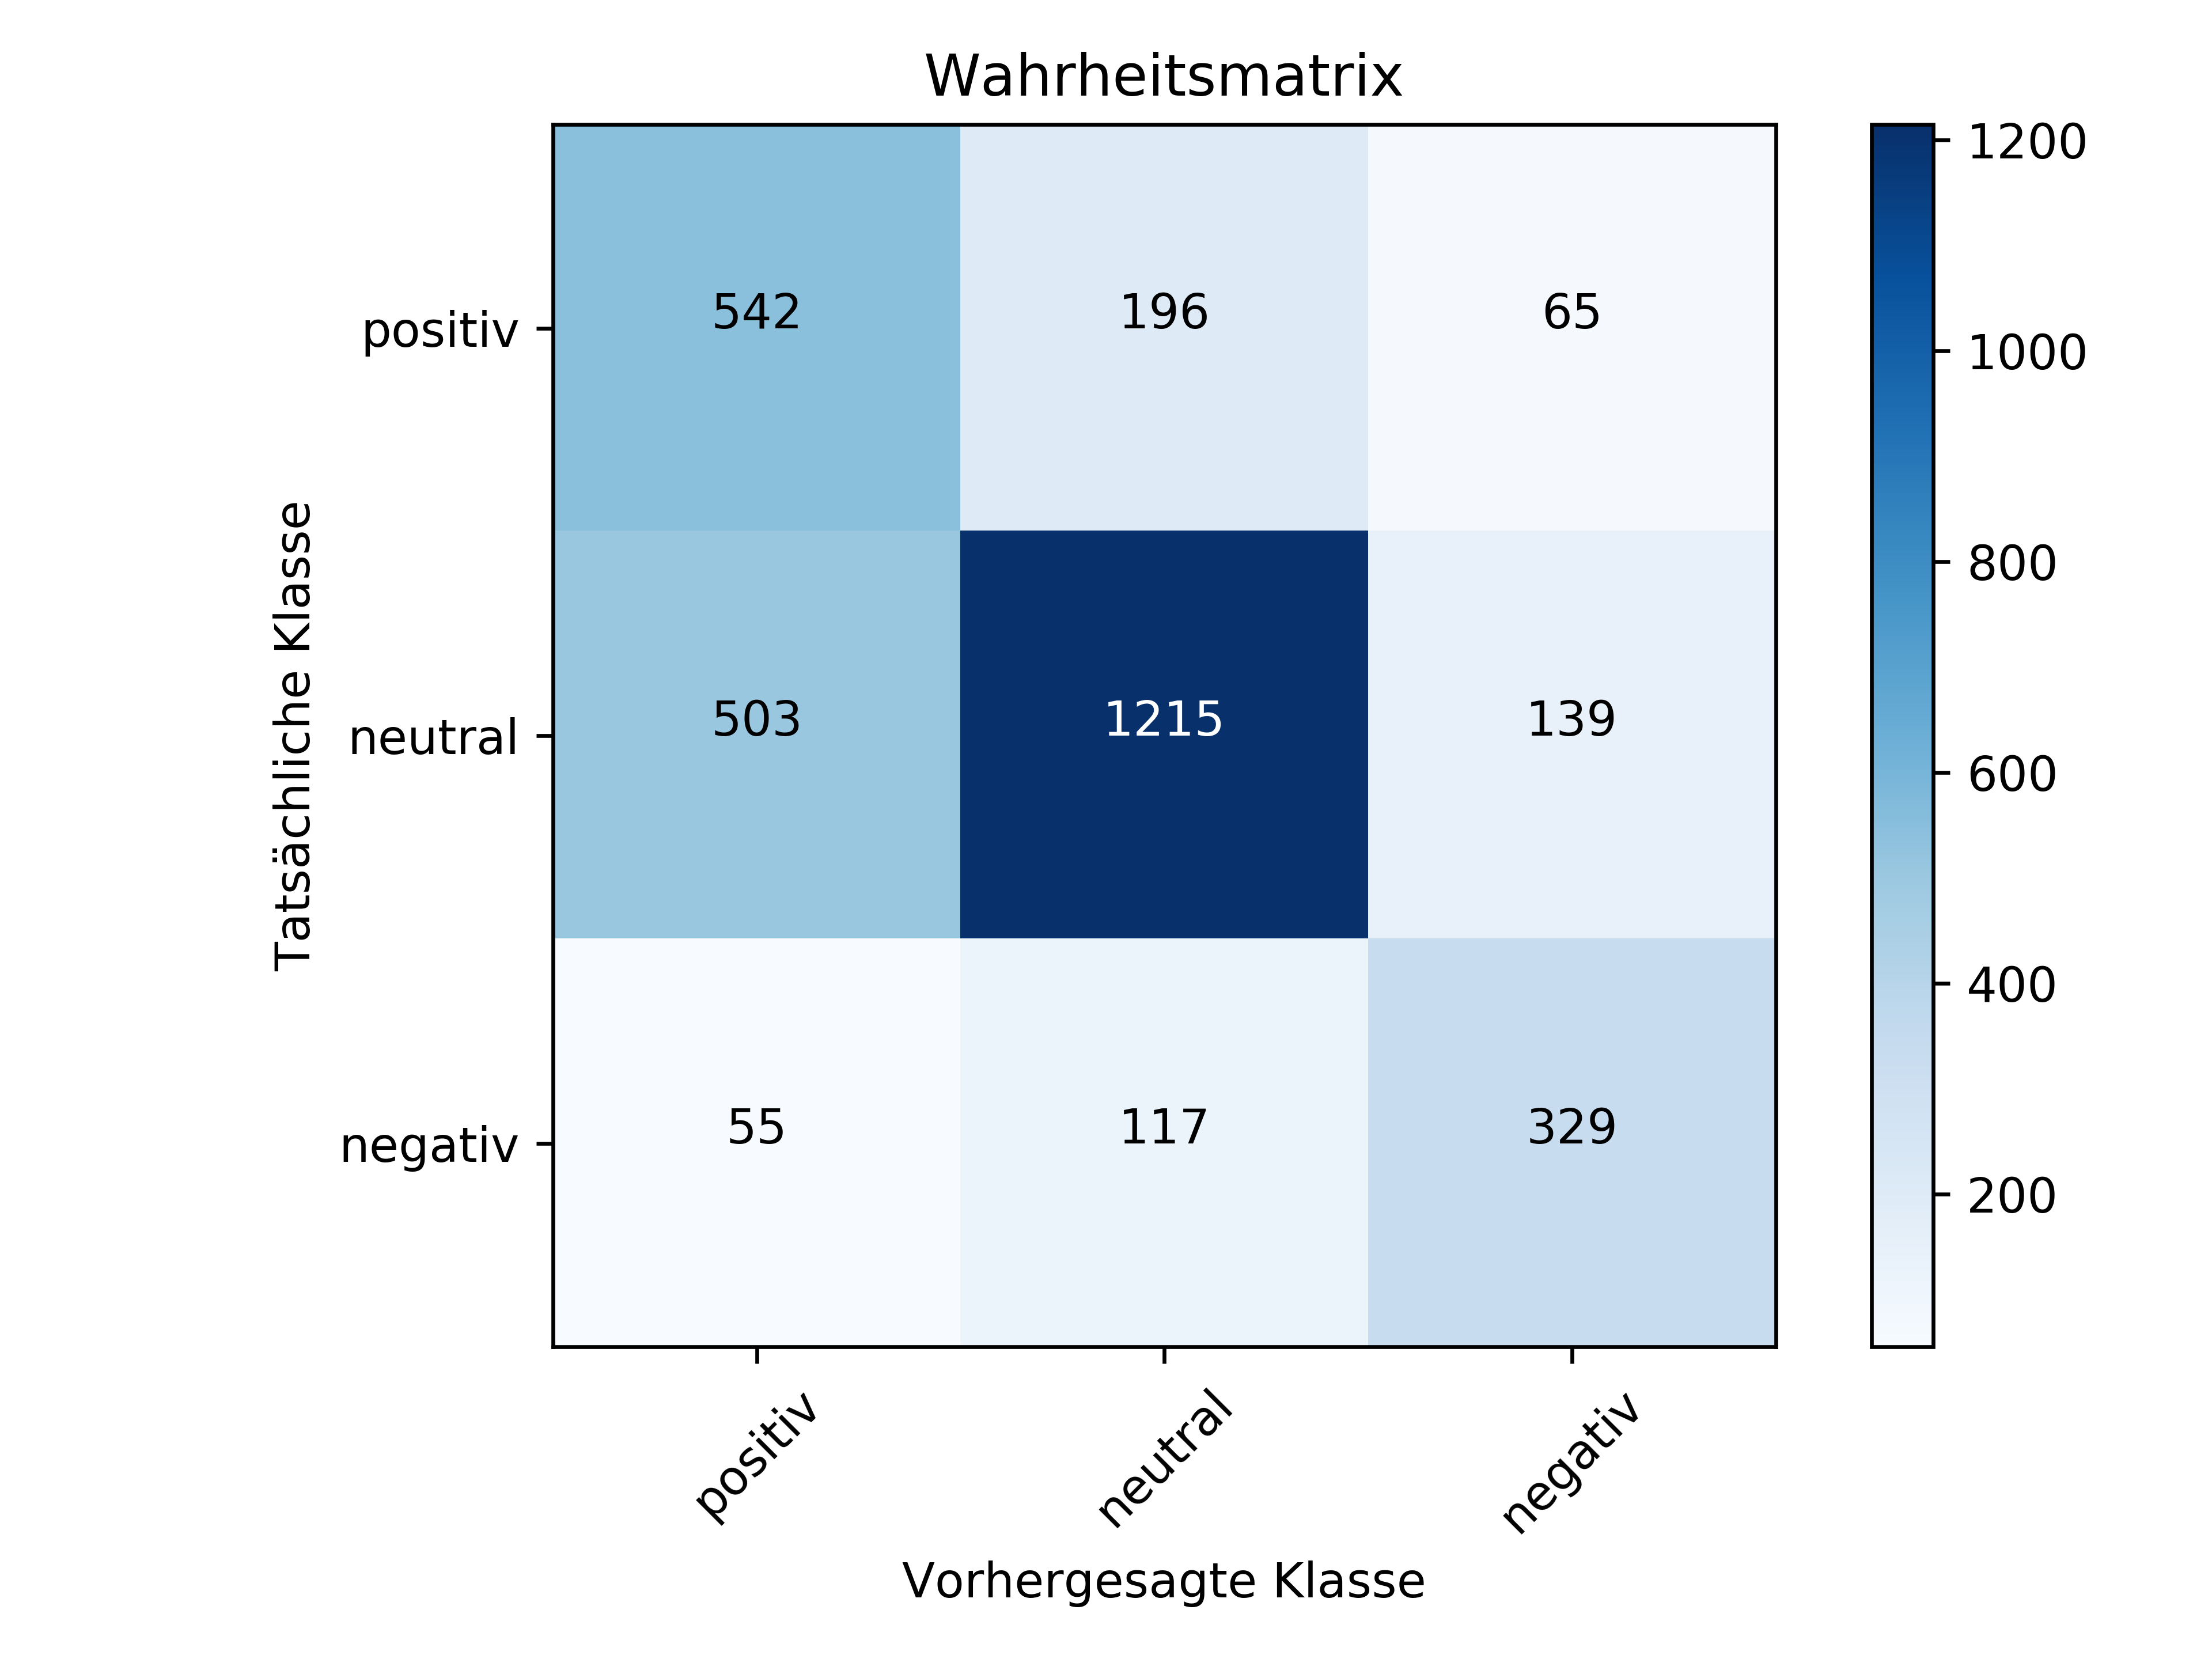 Wahrheitsmatrix
Tatsächliche Klasse
positiv
542 196 65
neutral
503 1215 139
negativ
55 117 329
positiv neutral negativ
Vorhergesagte Klasse
1200
1000
800
600
400
200